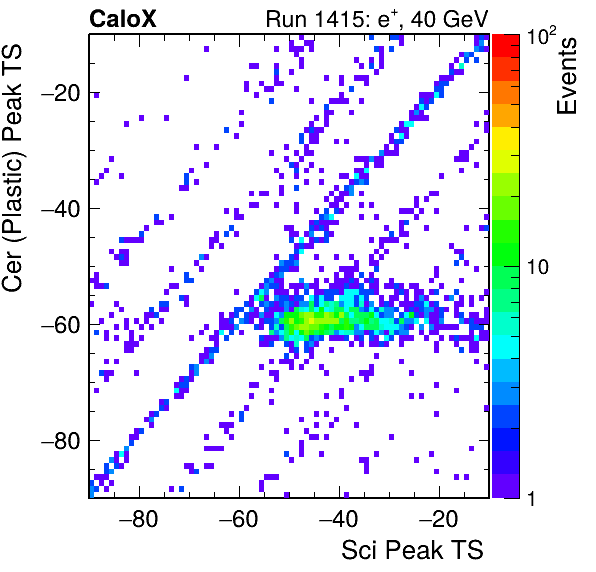 CaloX Run 1415: e⁺, 40 GeV
Cer (Plastic) Peak TS
−20
−40
−60
−80
−80 −60 −40 −20
Sci Peak TS
10²
10
1
Events